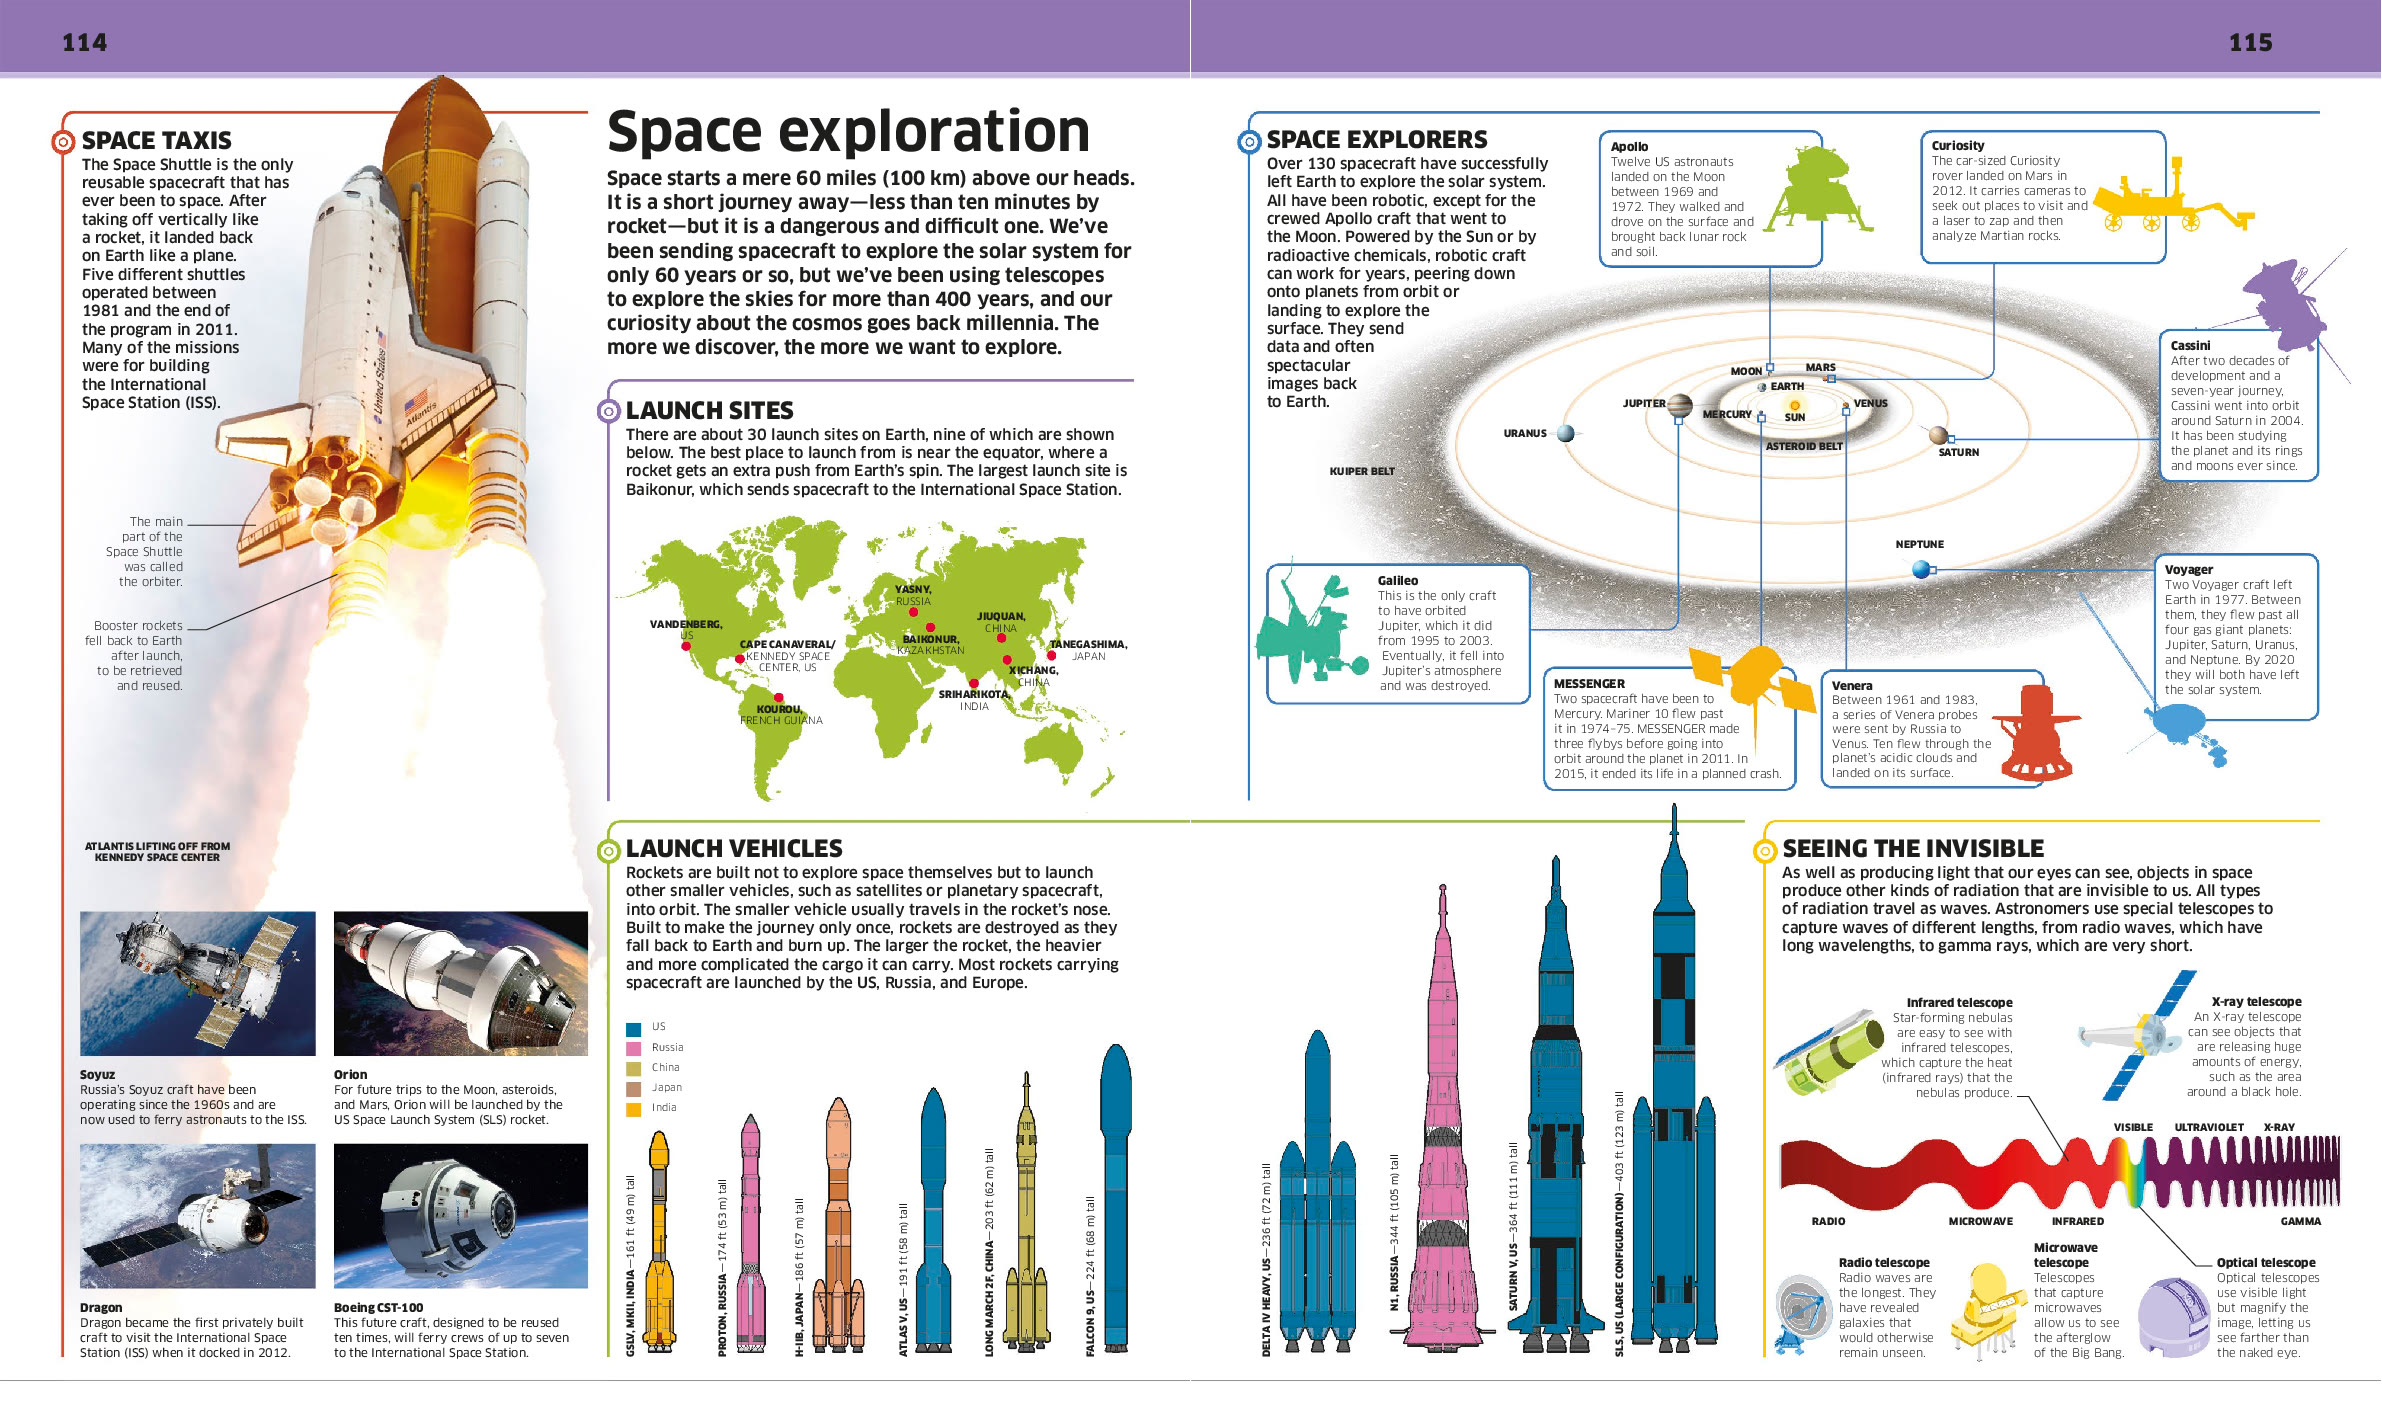 114
115
SPACE TAXIS
The Space Shuttle is the only
reusable spacecraft that has
ever been to space. After
taking off vertically like
a rocket, it landed back
on Earth like a plane.
Five different shuttles
operated between
1981 and the end of
the program in 2011.
Many of the missions
were for building
the International
Space Station (ISS).
United States
Atlantis
The main
part of the
Space Shuttle
was called
the orbiter.
Booster rockets
fell back to Earth
after launch,
to be retrieved
and reused.
ATLANTIS LIFTING OFF FROM
KENNEDY SPACE CENTER
Soyuz
Russia's Soyuz craft have been
operating since the 1960s and are
now used to ferry astronauts to the ISS.
Orion
For future trips to the Moon, asteroids,
and Mars, Orion will be launched by the
US Space Launch System (SLS) rocket.
Dragon
Dragon became the first privately built
craft to visit the International Space
Station (ISS) when it docked in 2012.
Boeing CST-100
This future craft, designed to be reused
ten times, will ferry crews of up to seven
to the International Space Station.
Space exploration
Space starts a mere 60 miles (100 km) above our heads.
It is a short journey away—less than ten minutes by
rocket—but it is a dangerous and difficult one. We've
been sending spacecraft to explore the solar system for
only 60 years or so, but we've been using telescopes
to explore the skies for more than 400 years, and our
curiosity about the cosmos goes back millennia. The
more we discover, the more we want to explore.
LAUNCH SITES
There are about 30 launch sites on Earth, nine of which are shown
below. The best place to launch from is near the equator, where a
rocket gets an extra push from Earth's spin. The largest launch site is
Baikonur, which sends spacecraft to the International Space Station.
YASNY,
RUSSIA
VANDENBERG,
US
CAPE CANAVERAL/
KENNEDY SPACE
CENTER, US
BAIKONUR,
KAZAKHSTAN
JIUQUAN,
CHINA
TANEGASHIMA,
JAPAN
XICHANG,
CHINA
SRIHARIKOTA,
INDIA
KOUROU,
FRENCH GUIANA
LAUNCH VEHICLES
Rockets are built not to explore space themselves but to launch
other smaller vehicles, such as satellites or planetary spacecraft,
into orbit. The smaller vehicle usually travels in the rocket's nose.
Built to make the journey only once, rockets are destroyed as they
fall back to Earth and burn up. The larger the rocket, the heavier
and more complicated the cargo it can carry. Most rockets carrying
spacecraft are launched by the US, Russia, and Europe.
US
Russia
China
Japan
India
GSLV, MKII, INDIA—161 ft (49 m) tall
PROTON, RUSSIA—174 ft (53 m) tall
H-IIB, JAPAN—186 ft (57 m) tall
ATLAS V, US—191 ft (58 m) tall
LONG MARCH 2F, CHINA—203 ft (62 m) tall
FALCON 9, US—224 ft (68 m) tall
DELTA IV HEAVY, US—236 ft (72 m) tall
N1, RUSSIA—344 ft (105 m) tall
SATURN V, US—364 ft (111 m) tall
SLS, US (LARGE CONFIGURATION)—403 ft (123 m) tall
SPACE EXPLORERS
Over 130 spacecraft have successfully
left Earth to explore the solar system.
All have been robotic, except for the
crewed Apollo craft that went to
the Moon. Powered by the Sun or by
radioactive chemicals, robotic craft
can work for years, peering down
onto planets from orbit or
landing to explore the
surface. They send
data and often
spectacular
images back
to Earth.
Apollo
Twelve US astronauts
landed on the Moon
between 1969 and
1972. They walked and
drove on the surface and
brought back lunar rock
and soil.
Curiosity
The car-sized Curiosity
rover landed on Mars in
2012. It carries cameras to
seek out places to visit and
a laser to zap and then
analyze Martian rocks.
Cassini
After two decades of
development and a
seven-year journey,
Cassini went into orbit
around Saturn in 2004.
It has been studying
the planet and its rings
and moons ever since.
MOON
MARS
EARTH
JUPITER
MERCURY
SUN
VENUS
URANUS
ASTEROID BELT
SATURN
KUIPER BELT
NEPTUNE
Galileo
This is the only craft
to have orbited
Jupiter, which it did
from 1995 to 2003.
Eventually, it fell into
Jupiter's atmosphere
and was destroyed.
MESSENGER
Two spacecraft have been to
Mercury. Mariner 10 flew past
it in 1974–75. MESSENGER made
three flybys before going into
orbit around the planet in 2011. In
2015, it ended its life in a planned crash.
Venera
Between 1961 and 1983,
a series of Venera probes
were sent by Russia to
Venus. Ten flew through the
planet's acidic clouds and
landed on its surface.
Voyager
Two Voyager craft left
Earth in 1977. Between
them, they flew past all
four gas giant planets:
Jupiter, Saturn, Uranus,
and Neptune. By 2020
they will both have left
the solar system.
SEEING THE INVISIBLE
As well as producing light that our eyes can see, objects in space
produce other kinds of radiation that are invisible to us. All types
of radiation travel as waves. Astronomers use special telescopes to
capture waves of different lengths, from radio waves, which have
long wavelengths, to gamma rays, which are very short.
Infrared telescope
Star-forming nebulas
are easy to see with
infrared telescopes,
which capture the heat
(infrared rays) that the
nebulas produce.
X-ray telescope
An X-ray telescope
can see objects that
are releasing huge
amounts of energy,
such as the area
around a black hole.
VISIBLE
ULTRAVIOLET
X-RAY
RADIO
MICROWAVE
INFRARED
GAMMA
Radio telescope
Radio waves are
the longest. They
have revealed
galaxies that
would otherwise
remain unseen.
Microwave
telescope
Telescopes
that capture
microwaves
allow us to see
the afterglow
of the Big Bang.
Optical telescope
Optical telescopes
use visible light
but magnify the
image, letting us
see farther than
the naked eye.